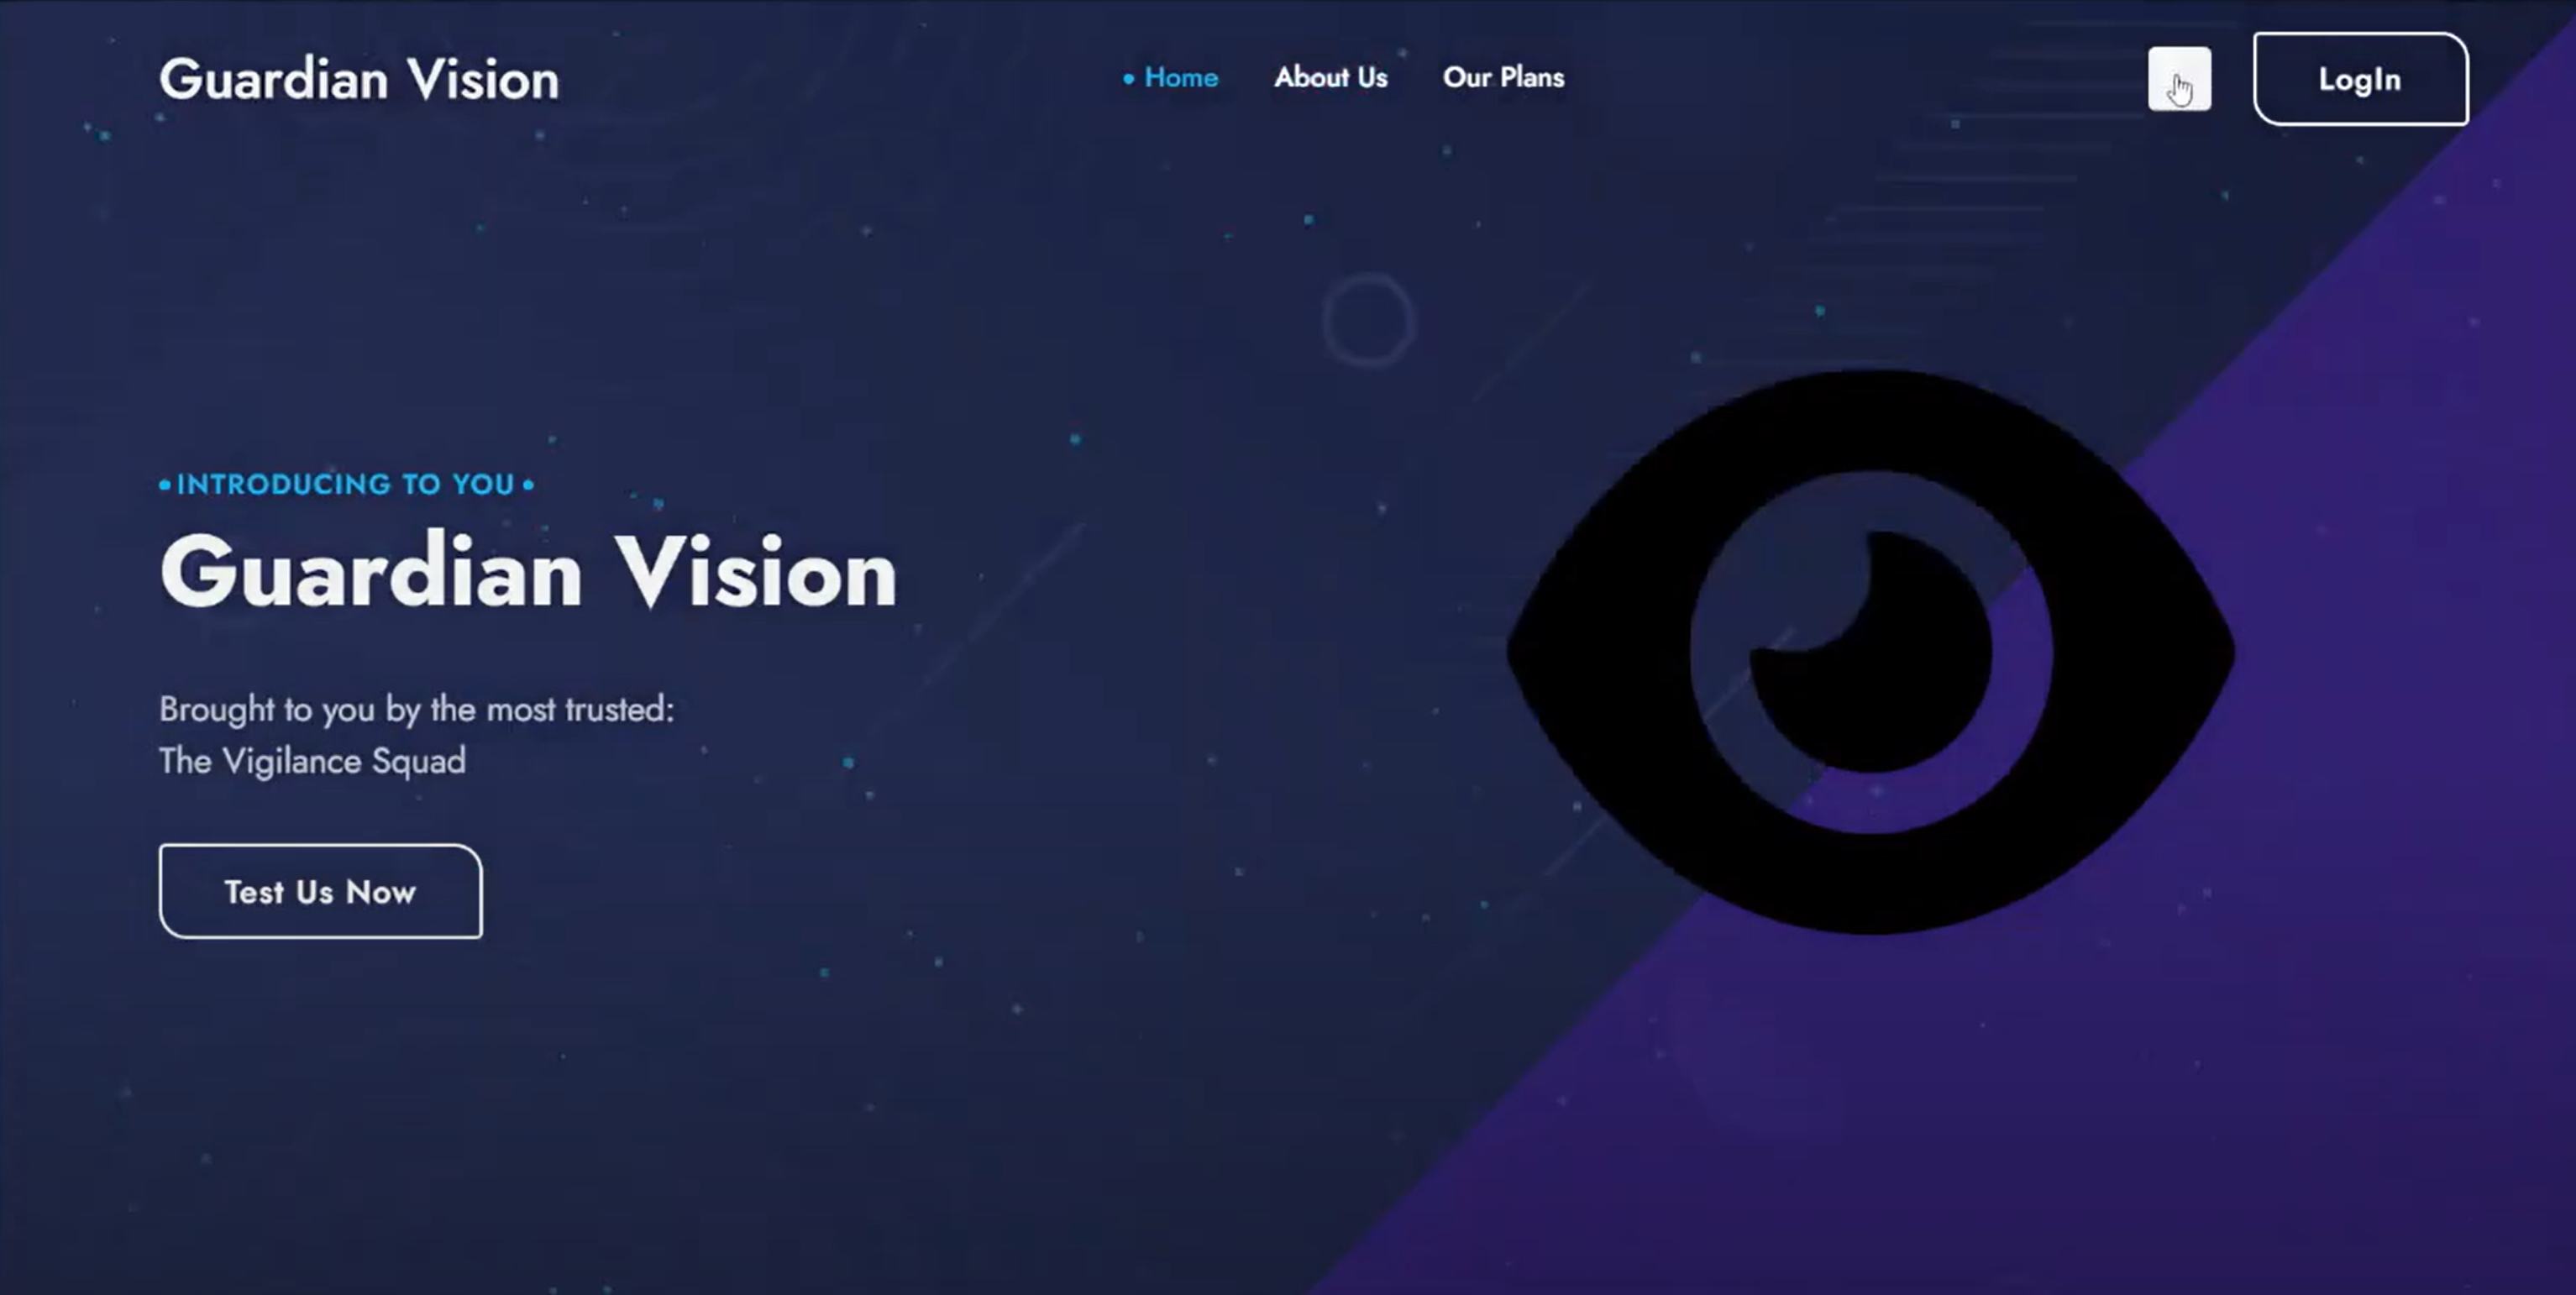 Guardian Vision
Home
About Us
Our Plans
LogIn
INTRODUCING TO YOU
Guardian Vision
Brought to you by the most trusted:
The Vigilance Squad
Test Us Now